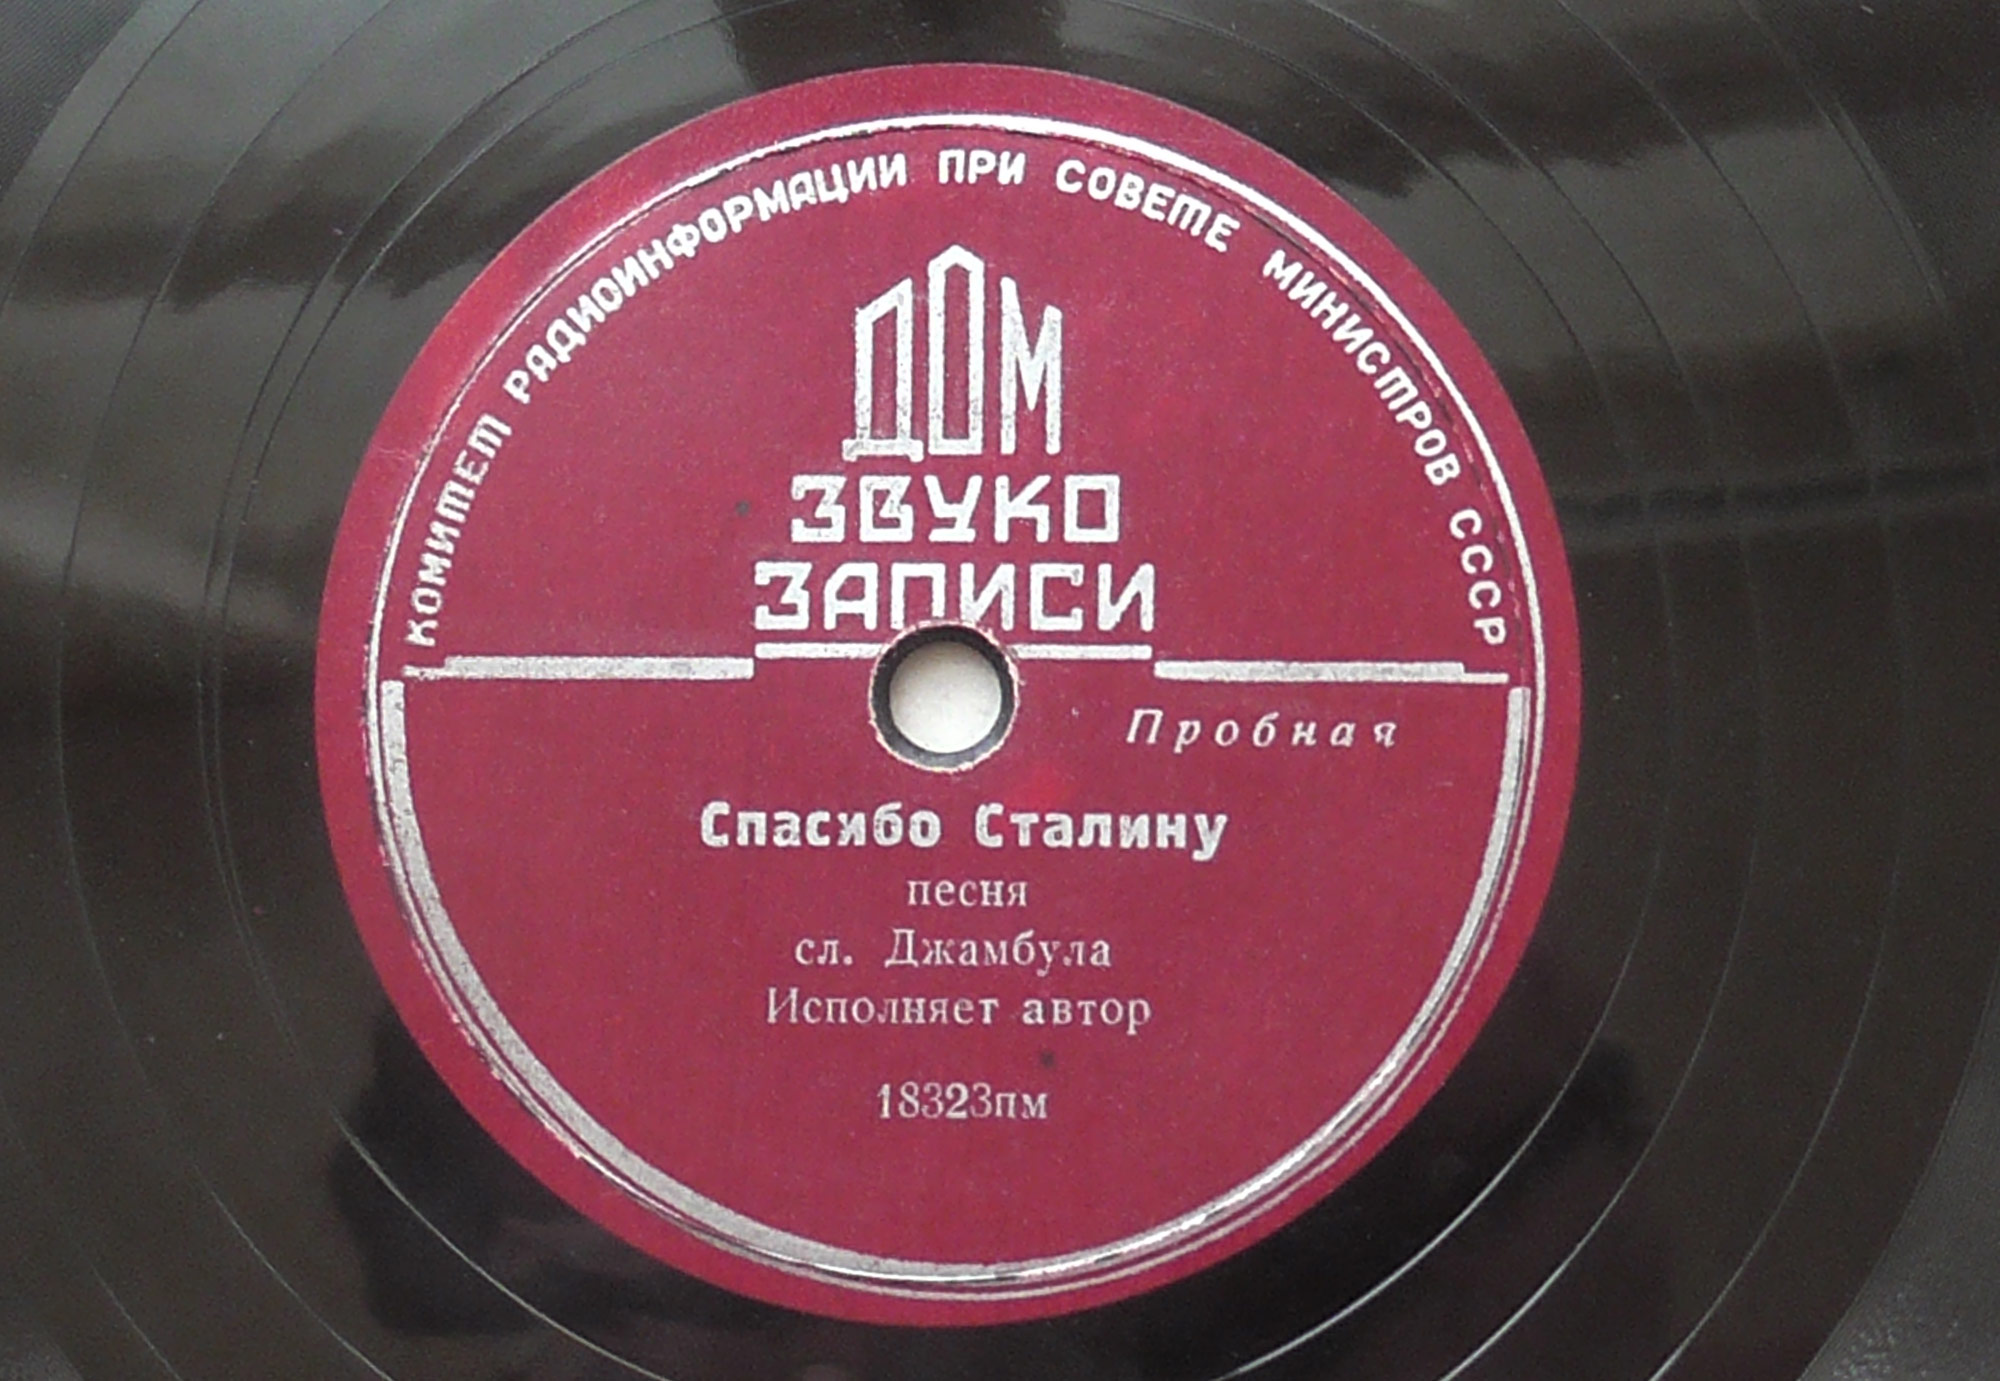 КОМИТЕТ РАДИОИНФОРМАЦИИ ПРИ СОВЕТЕ МИНИСТРОВ СССР
ДОМ
ЗВУКО
ЗАПИСИ
Пробная
Спасибо Сталину
песня
сл. Джамбула
Исполняет автор
18323пм